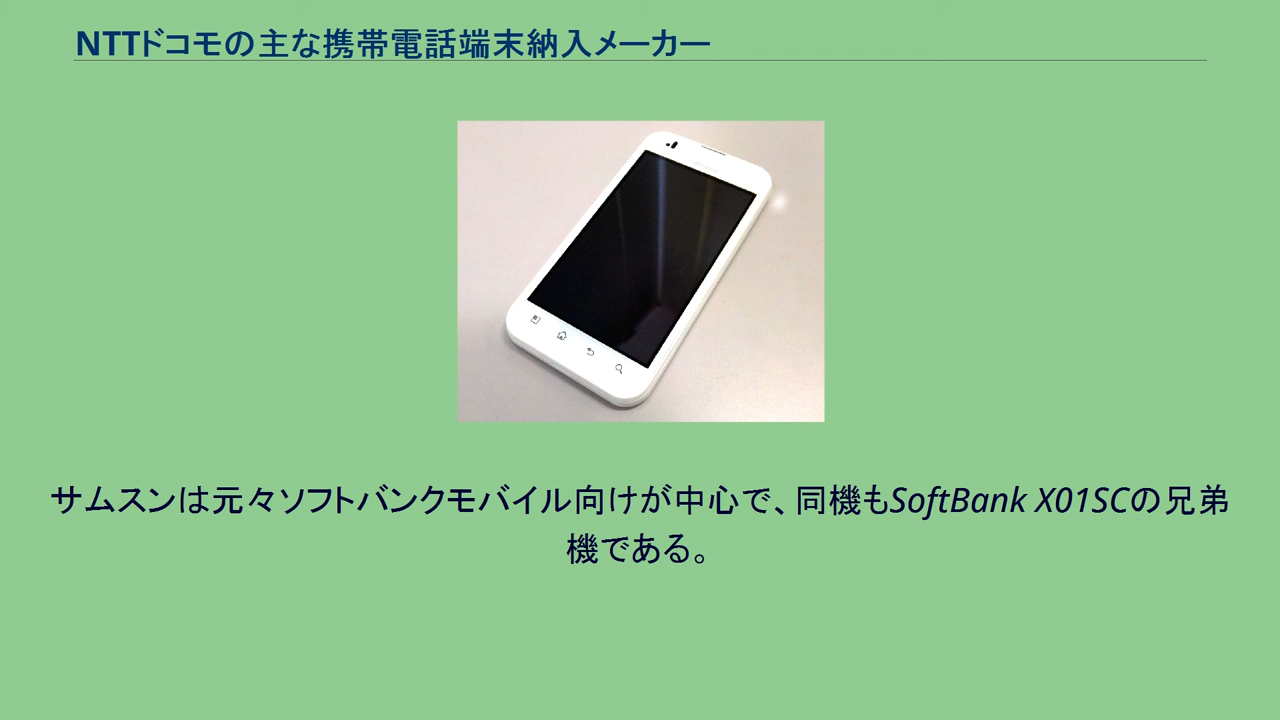 NTTドコモの主な携帯電話端末納入メーカー
サムスンは元々ソフトバンクモバイル向けが中心で、同機もSoftBank X01SCの兄弟
機である。